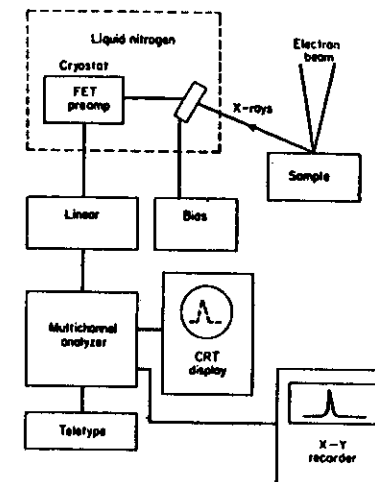 Liquid nitrogen
Cryostat
FET
preamp
Electron
beam
X-rays
Sample
Linear
Bias
Multichannel
analyzer
CRT
display
Teletype
X-Y
recorder